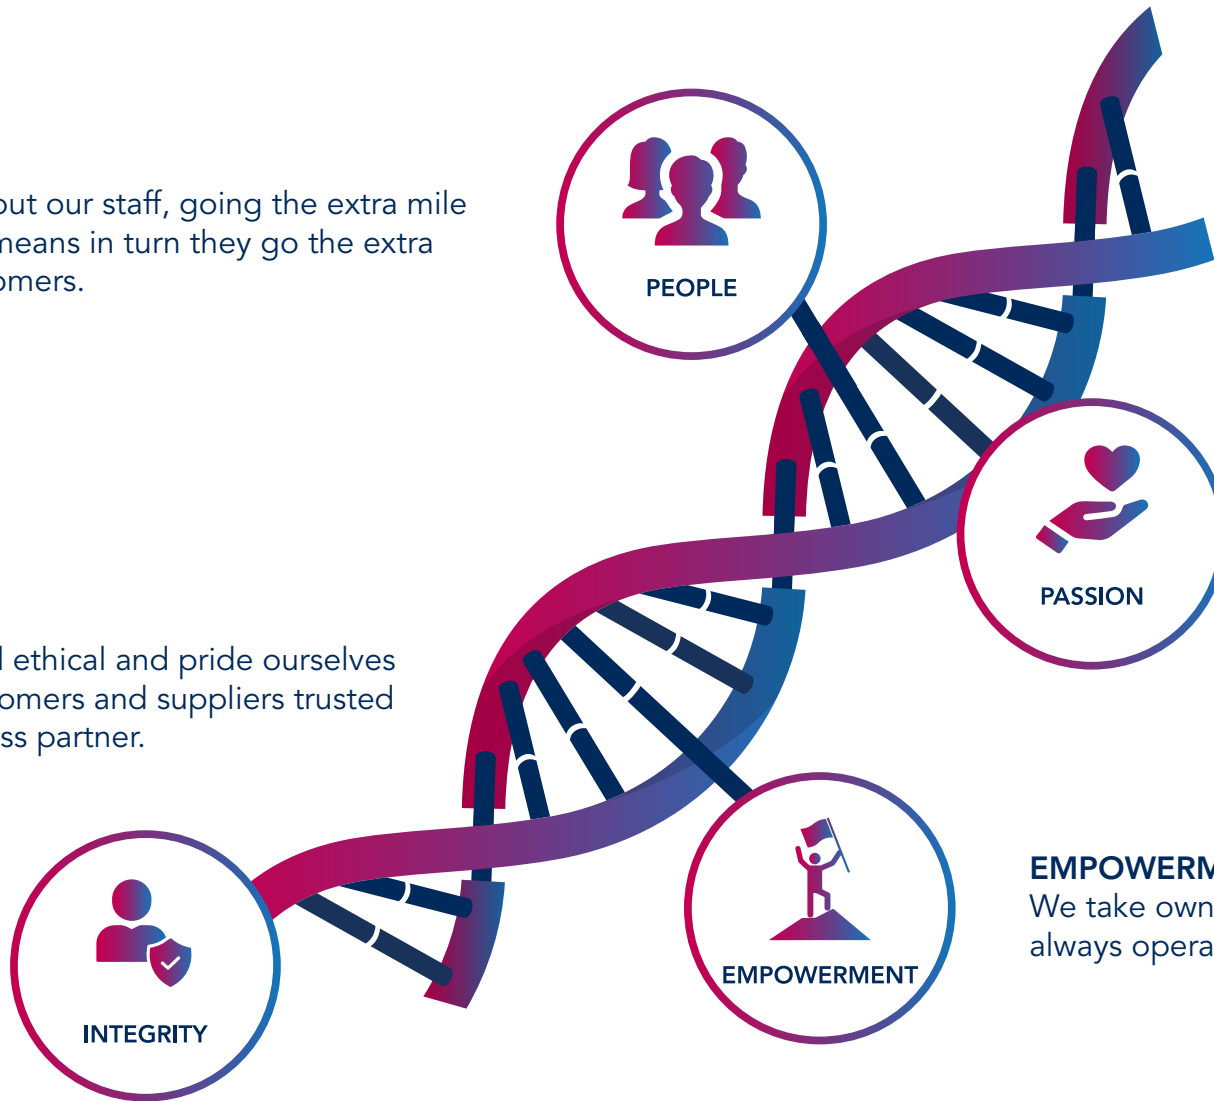 out our staff, going the extra mile
means in turn they go the extra
omers.
PEOPLE
PASSION
ethical and pride ourselves
omers and suppliers trusted
ss partner.
EMPOWERM
We take own
always opera
EMPOWERMENT
INTEGRITY